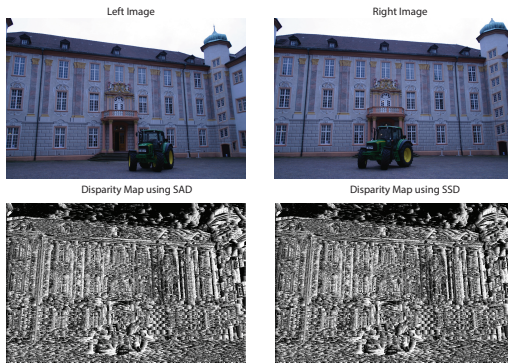 Left Image
Right Image
Disparity Map using SAD
Disparity Map using SSD